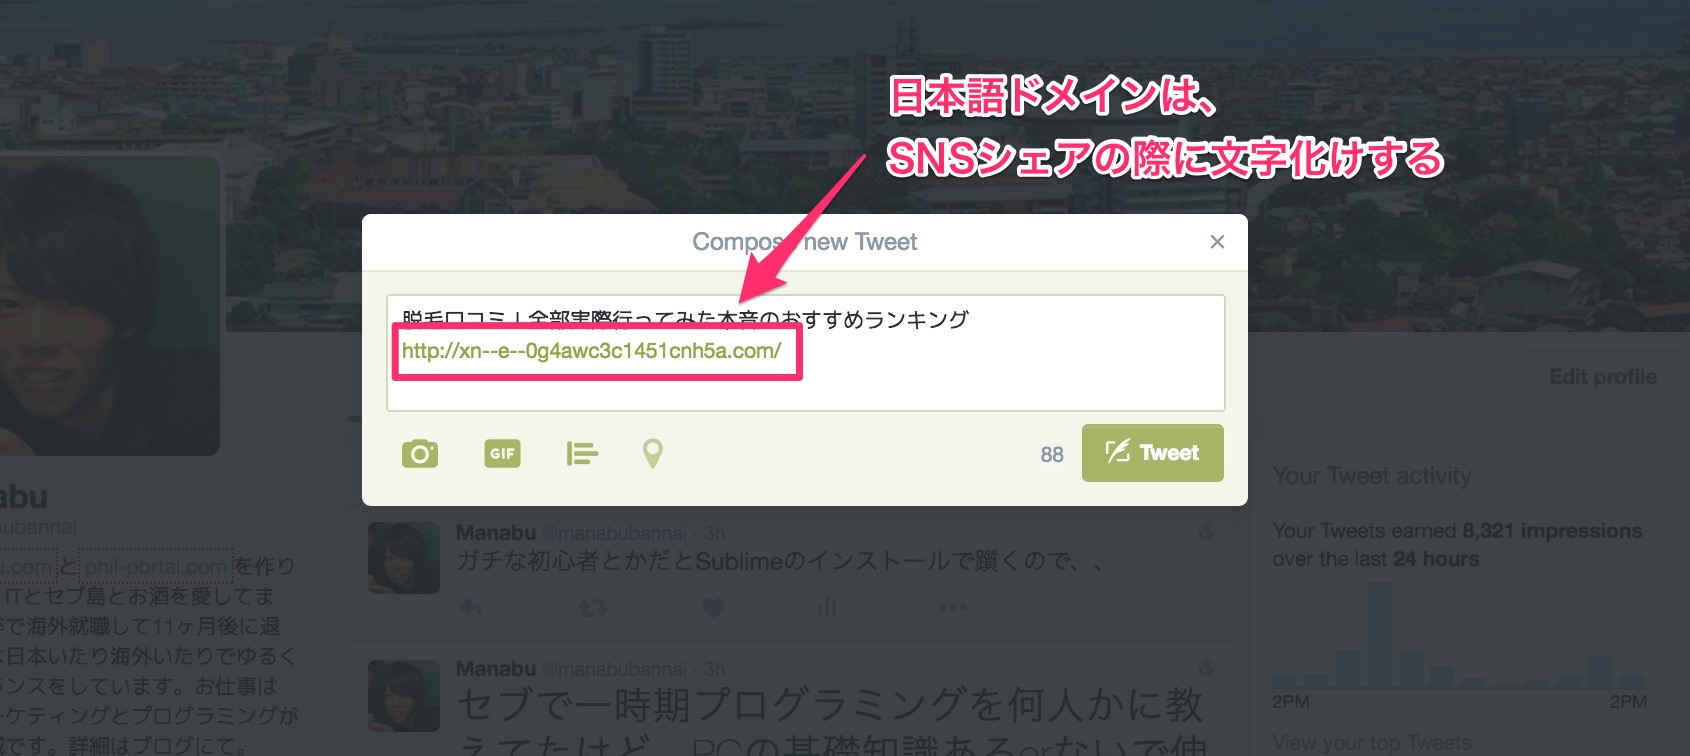 日本語ドメインは、
SNSシェアの際に文字化けする
Compose new Tweet
×
脱毛口コミ｜全部実際行ってみた本音のおすすめランキング
http://xn--e--0g4awc3c1451cnh5a.com/
GIF
88
Tweet
Edit profile
abu
ubannai
u.comとphil-portal.comを作り
ITとセブ島とお酒を愛してま
で海外就職して11ヶ月後に退
日本いたり海外いたりでゆるく
ランスをしています。お仕事は
ーケティングとプログラミングが
です。詳細はブログにて。
Manabu @manabubannai · 3h
ガチな初心者とかだとSublimeのインストールで躓くので、、
Manabu @manabubannai · 3h
セブで一時期プログラミングを何人かに教
えてたけど、PCの基礎知識あるorないで伸
Your Tweet activity
Your Tweets earned 8,321 impressions
over the last 24 hours
2PM 2PM
View your top Tweets